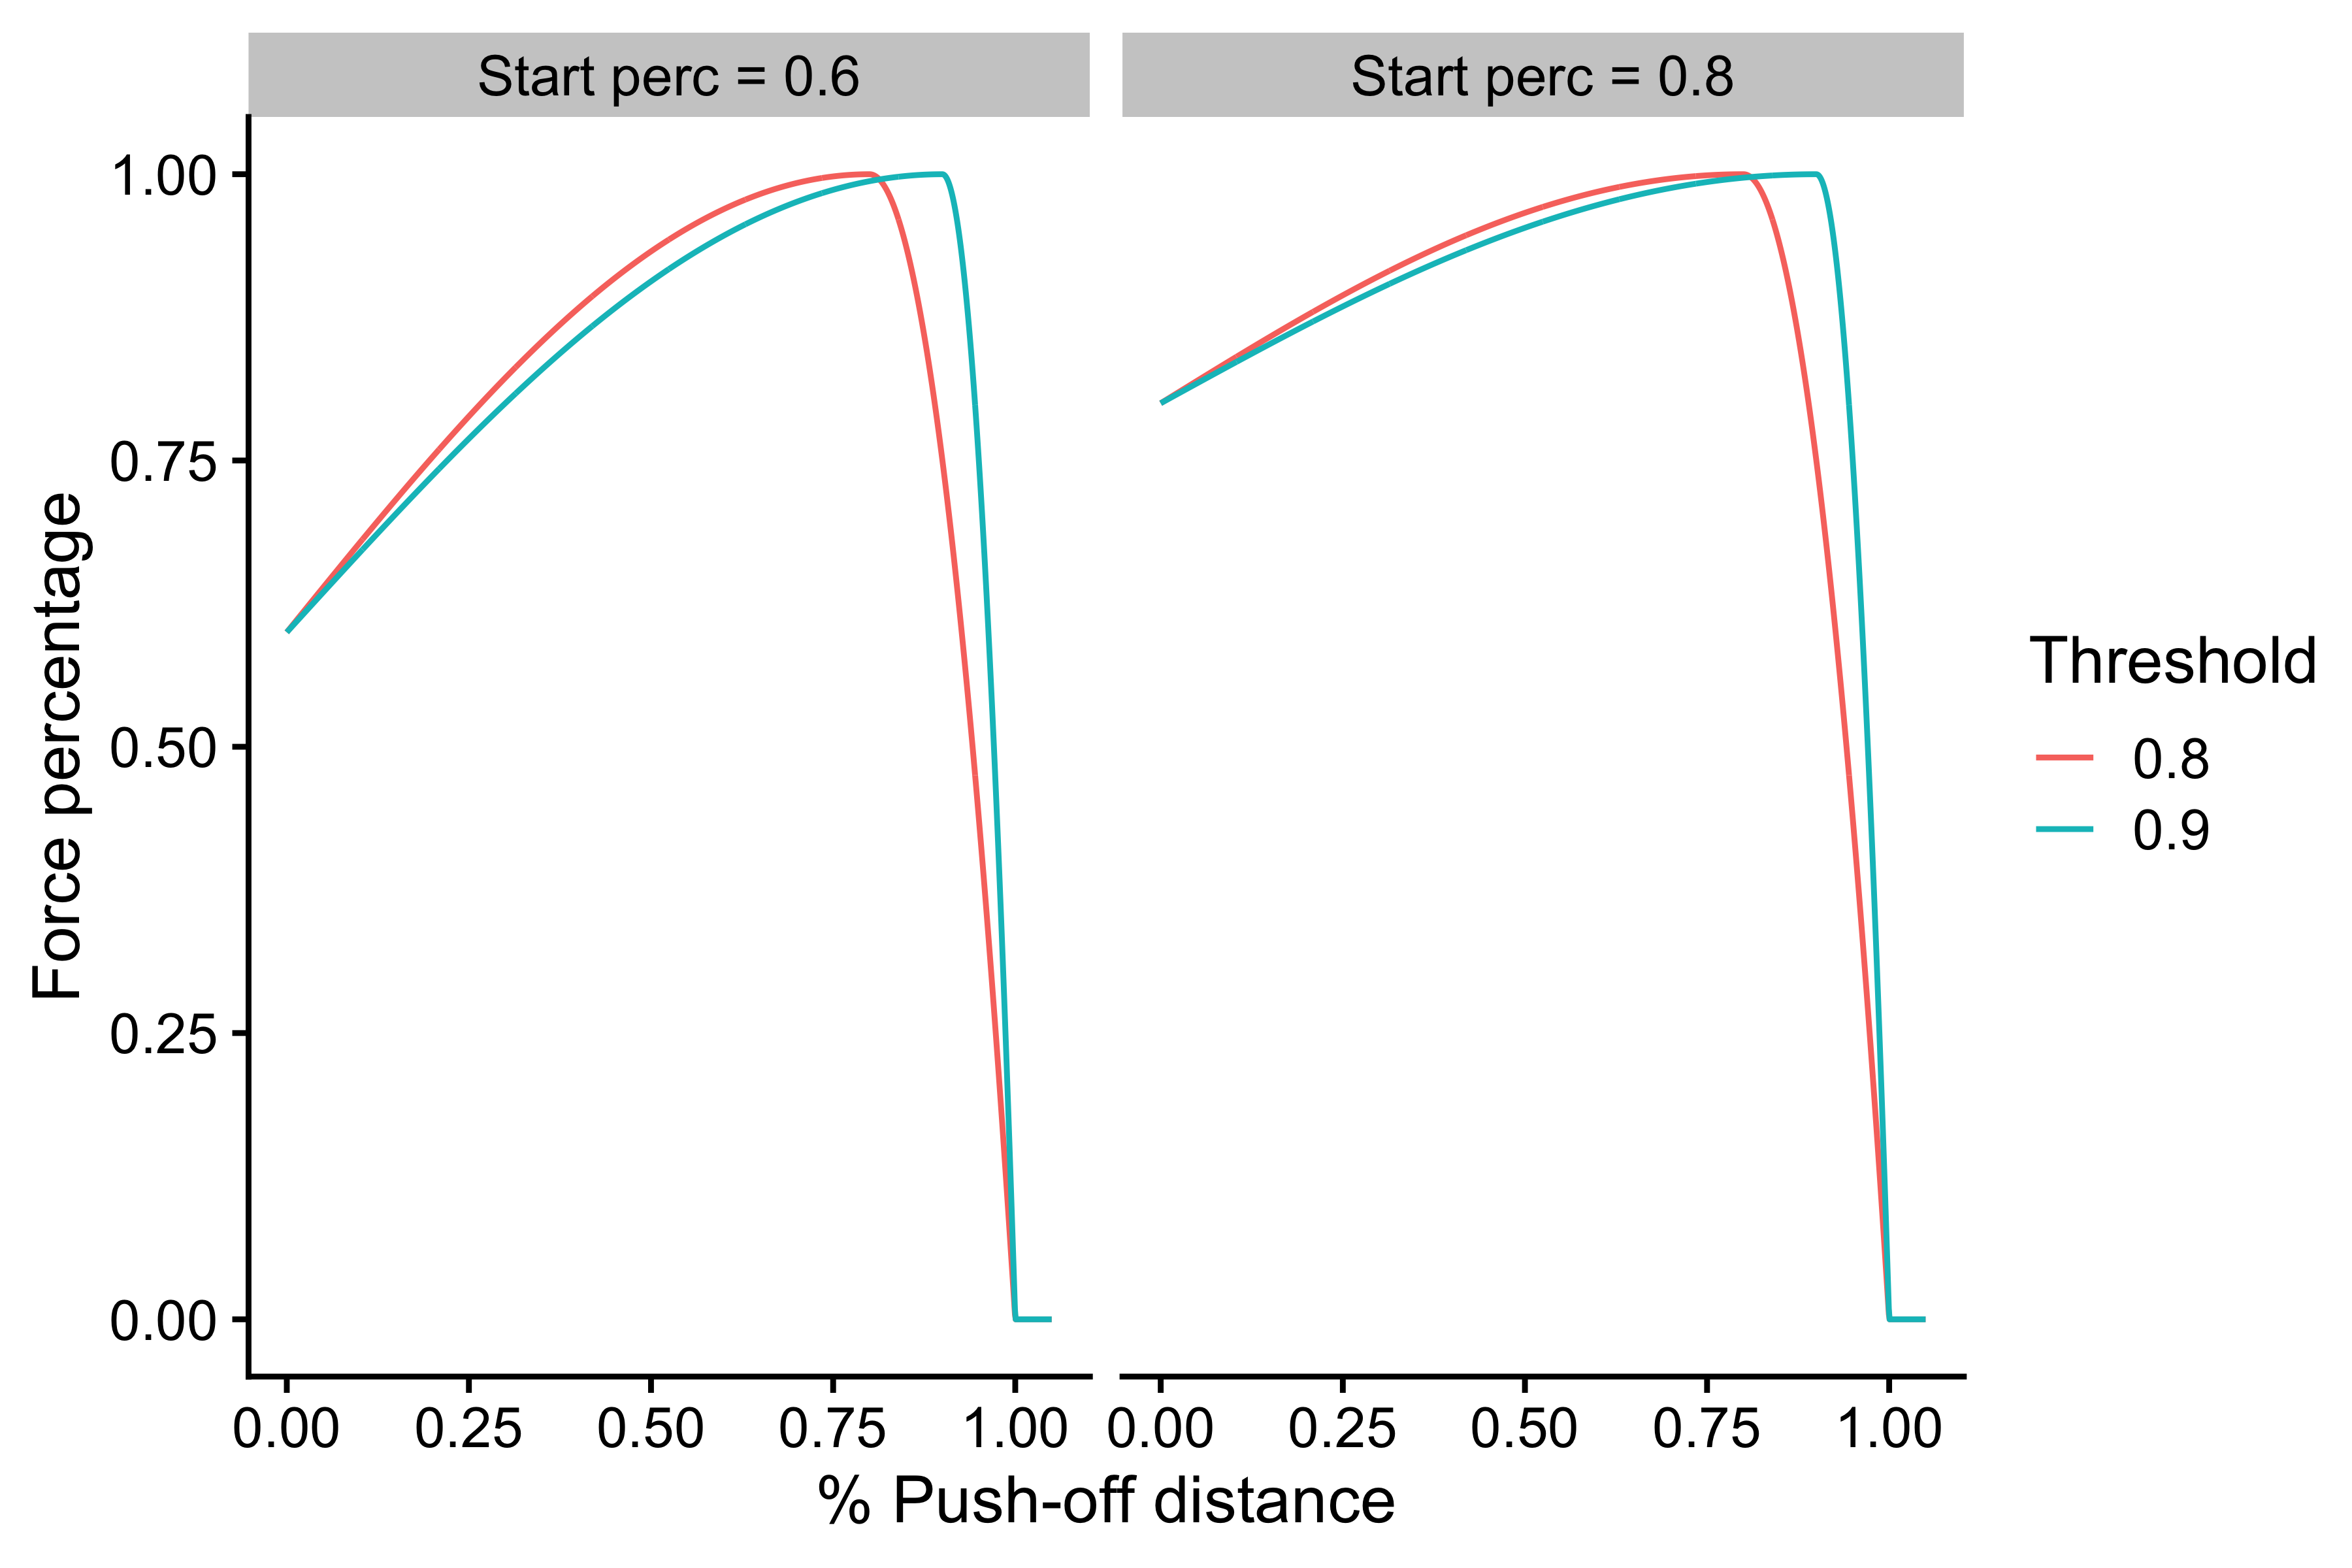 Start perc = 0.6
Start perc = 0.8
1.00
0.75
0.50
0.25
0.00
Force percentage
0.00 0.25 0.50 0.75 1.00
0.00 0.25 0.50 0.75 1.00
% Push-off distance
Threshold
0.8
0.9